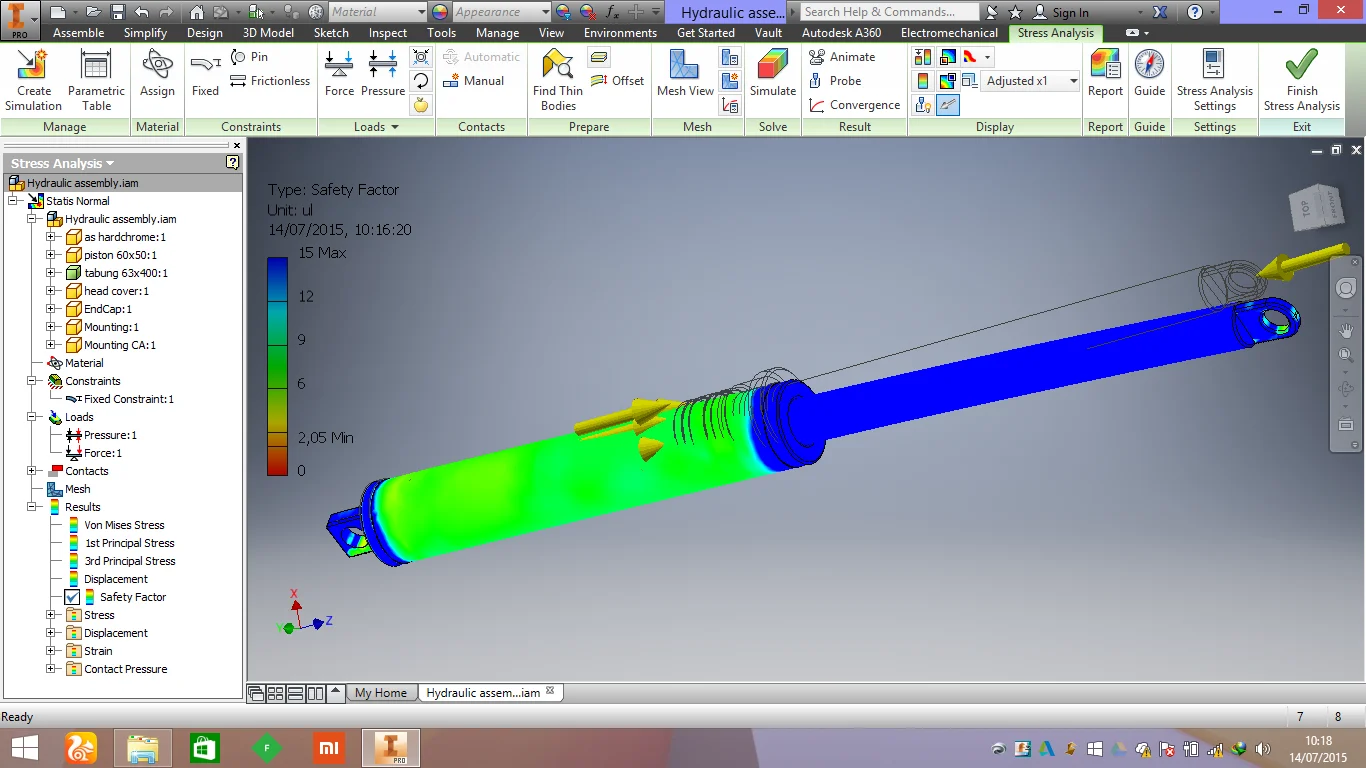 PRO
Material
Appearance
Hydraulic asse...
Search Help & Commands...
Sign In
Assemble Simplify Design 3D Model Sketch Inspect Tools Manage View Environments Get Started Vault Autodesk A360 Electromechanical Stress Analysis
Create Simulation
Parametric Table
Assign
Fixed
Pin
Frictionless
Force
Pressure
Automatic
Manual
Find Thin Bodies
Offset
Mesh View
Simulate
Animate
Probe
Convergence
Adjusted x1
Report
Guide
Stress Analysis Settings
Finish Stress Analysis
Manage Material Constraints Loads Contacts Prepare Mesh Solve Result Display Report Guide Settings Exit
Stress Analysis
Hydraulic assembly.iam
Statis Normal
Hydraulic assembly.iam
as hardchrome:1
piston 60x50:1
tabung 63x400:1
head cover:1
EndCap:1
Mounting:1
Mounting CA:1
Material
Constraints
Fixed Constraint:1
Loads
Pressure:1
Force:1
Contacts
Mesh
Results
Von Mises Stress
1st Principal Stress
3rd Principal Stress
Displacement
Safety Factor
Stress
Displacement
Strain
Contact Pressure
Type: Safety Factor
Unit: ul
14/07/2015, 10:16:20
15 Max
12
9
6
2,05 Min
0
TOP
X
Y
Z
My Home
Hydraulic assem...iam
Ready
7 8
F
mi
PRO
10:18
14/07/2015